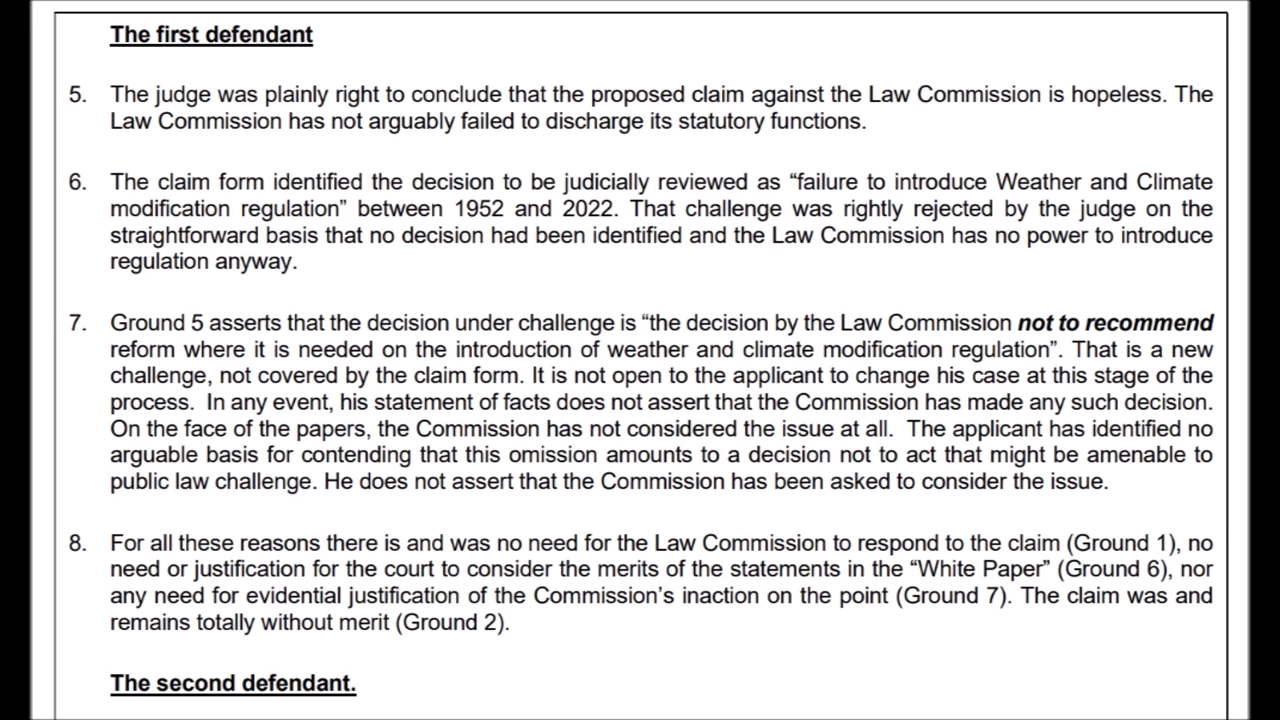 The first defendant
5. The judge was plainly right to conclude that the proposed claim against the Law Commission is hopeless. The
Law Commission has not arguably failed to discharge its statutory functions.
6. The claim form identified the decision to be judicially reviewed as “failure to introduce Weather and Climate
modification regulation” between 1952 and 2022. That challenge was rightly rejected by the judge on the
straightforward basis that no decision had been identified and the Law Commission has no power to introduce
regulation anyway.
7. Ground 5 asserts that the decision under challenge is “the decision by the Law Commission not to recommend
reform where it is needed on the introduction of weather and climate modification regulation”. That is a new
challenge, not covered by the claim form. It is not open to the applicant to change his case at this stage of the
process. In any event, his statement of facts does not assert that the Commission has made any such decision.
On the face of the papers, the Commission has not considered the issue at all. The applicant has identified no
arguable basis for contending that this omission amounts to a decision not to act that might be amenable to
public law challenge. He does not assert that the Commission has been asked to consider the issue.
8. For all these reasons there is and was no need for the Law Commission to respond to the claim (Ground 1), no
need or justification for the court to consider the merits of the statements in the “White Paper” (Ground 6), nor
any need for evidential justification of the Commission’s inaction on the point (Ground 7). The claim was and
remains totally without merit (Ground 2).
The second defendant.